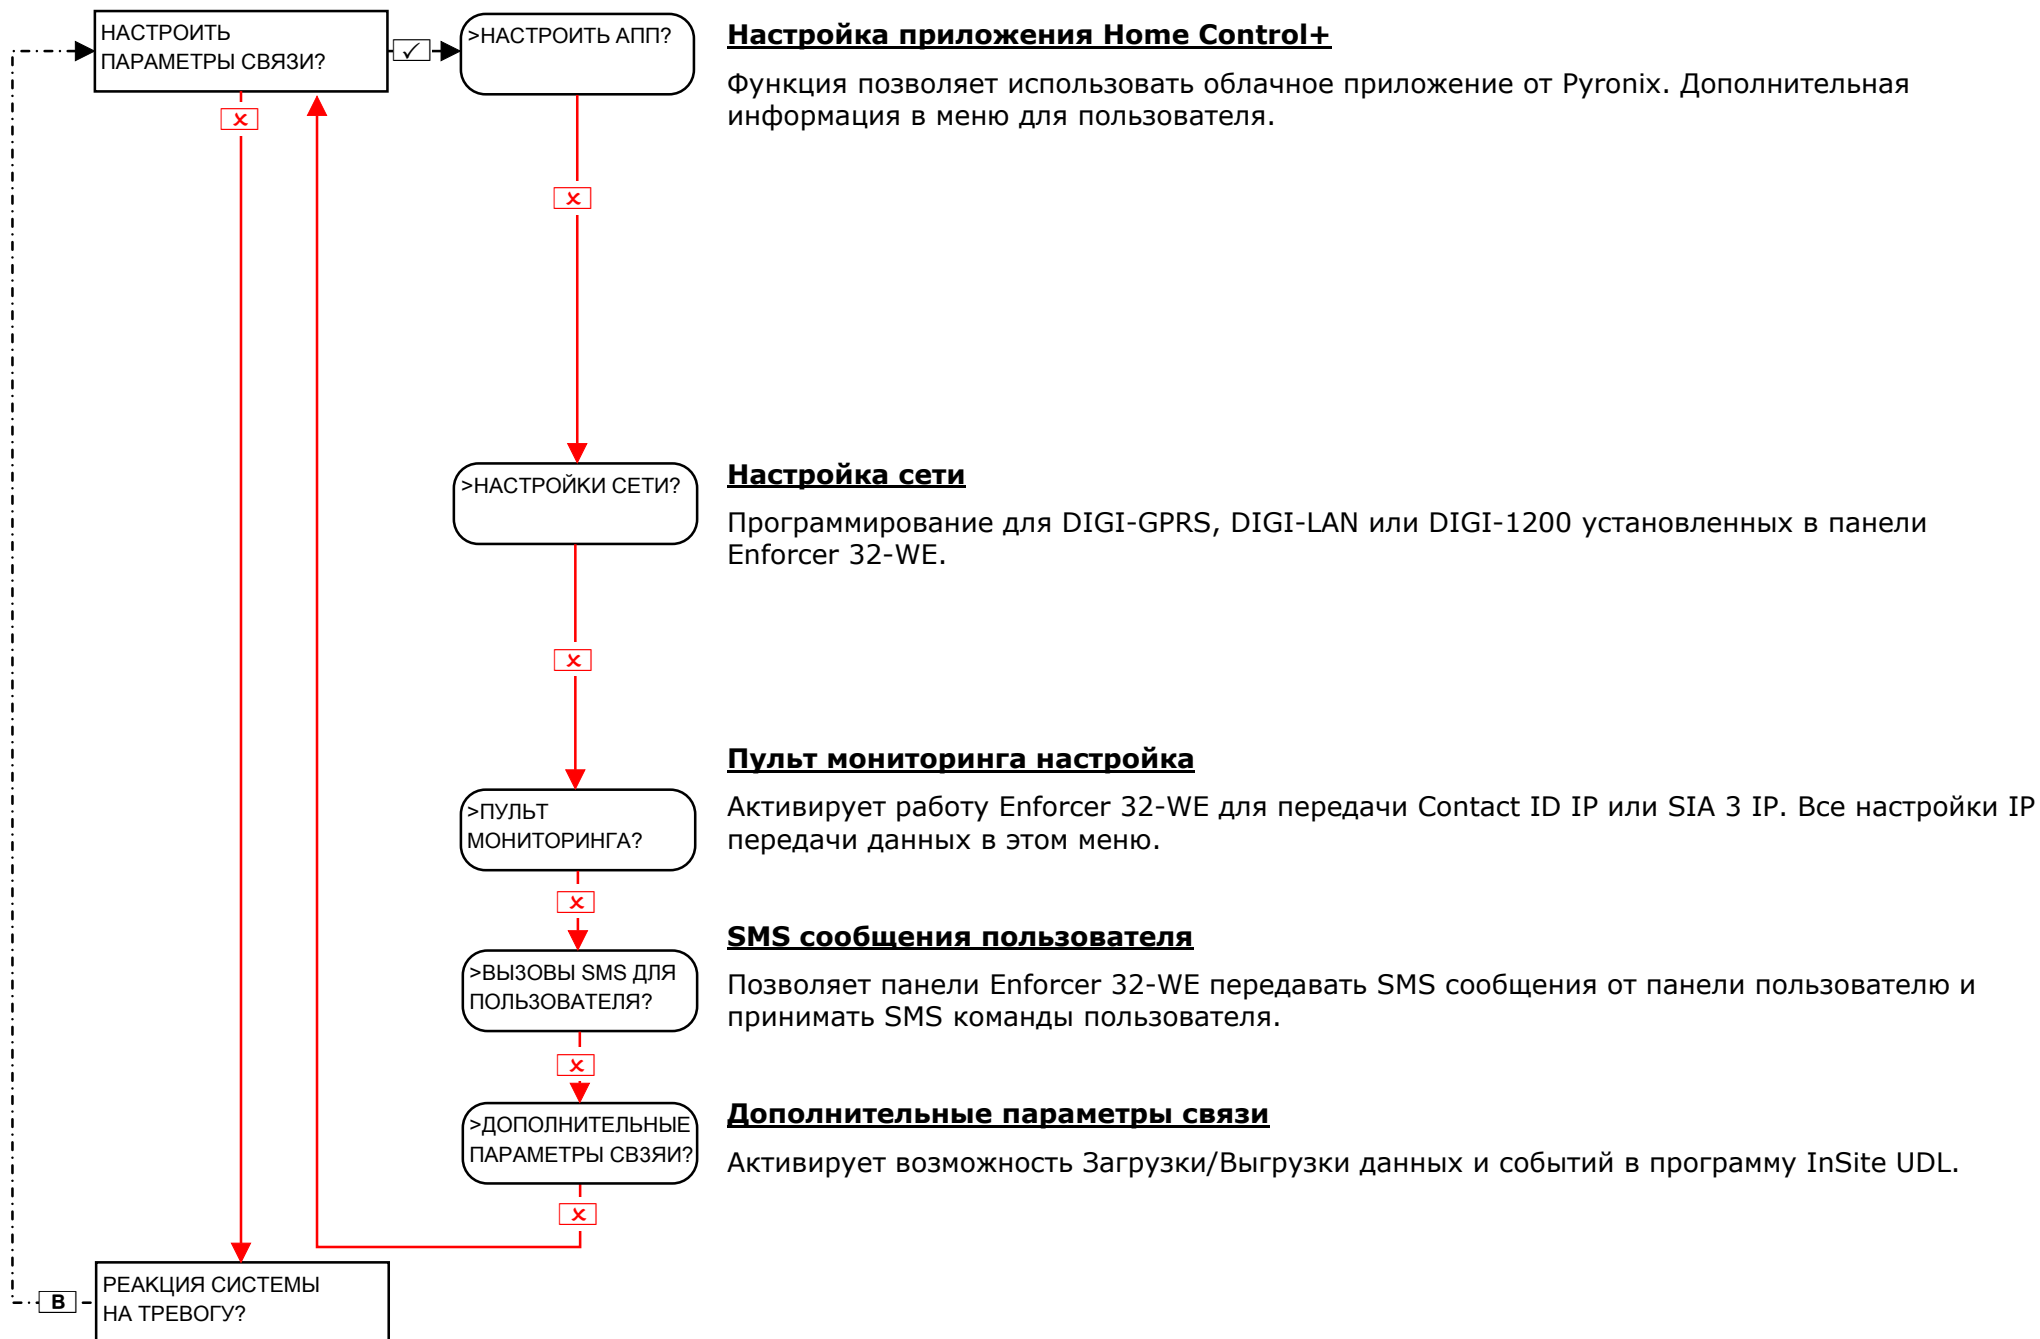 НАСТРОИТЬ
ПАРАМЕТРЫ СВЯЗИ?
>НАСТРОИТЬ АПП?
Настройка приложения Home Control+
Функция позволяет использовать облачное приложение от Pyronix. Дополнительная
информация в меню для пользователя.
>НАСТРОЙКИ СЕТИ?
Настройка сети
Программирование для DIGI-GPRS, DIGI-LAN или DIGI-1200 установленных в панели
Enforcer 32-WE.
Пульт мониторинга настройка
>ПУЛЬТ
МОНИТОРИНГА?
Активирует работу Enforcer 32-WE для передачи Contact ID IP или SIA 3 IP. Все настройки IP
передачи данных в этом меню.
SMS сообщения пользователя
>ВЫЗОВЫ SMS ДЛЯ
ПОЛЬЗОВАТЕЛЯ?
Позволяет панели Enforcer 32-WE передавать SMS сообщения от панели пользователю и
принимать SMS команды пользователя.
Дополнительные параметры связи
>ДОПОЛНИТЕЛЬНЫЕ
ПАРАМЕТРЫ СВЗЯИ?
Активирует возможность Загрузки/Выгрузки данных и событий в программу InSite UDL.
РЕАКЦИЯ СИСТЕМЫ
НА ТРЕВОГУ?
B